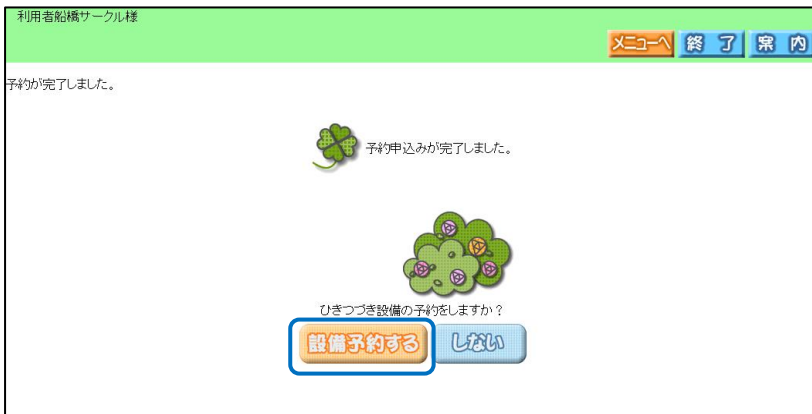 利用者船橋サークル様
メニューへ 終 了 案 内
予約が完了しました。
予約申込みが完了しました。
ひきつづき設備の予約をしますか？
設備予約する しない